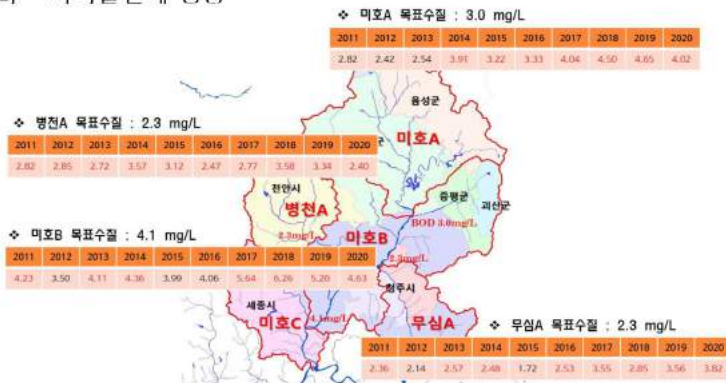 ❖ 미호A 목표수질 : 3.0 mg/L
2011 2012 2013 2014 2015 2016 2017 2018 2019 2020
2.82 2.42 2.54 3.91 3.22 3.33 4.04 4.50 4.65 4.02
음성군
❖ 병천A 목표수질 : 2.3 mg/L
2011 2012 2013 2014 2015 2016 2017 2018 2019 2020
2.82 2.85 2.72 3.57 3.12 2.47 2.77 3.58 3.34 2.40
미호A
천안시
증평군
괴산군
병천A
BOD 3.0mg/L
2.3mg/L
미호B
❖ 미호B 목표수질 : 4.1 mg/L
2011 2012 2013 2014 2015 2016 2017 2018 2019 2020
4.23 3.50 4.11 4.36 3.99 4.06 5.64 6.26 5.20 4.63
2.3mg/L
청주시
세종시
미호C
4.1mg/L
무심A
❖ 무심A 목표수질 : 2.3 mg/L
2011 2012 2013 2014 2015 2016 2017 2018 2019 2020
2.36 2.14 2.57 2.48 1.72 2.53 3.55 2.85 3.56 3.82